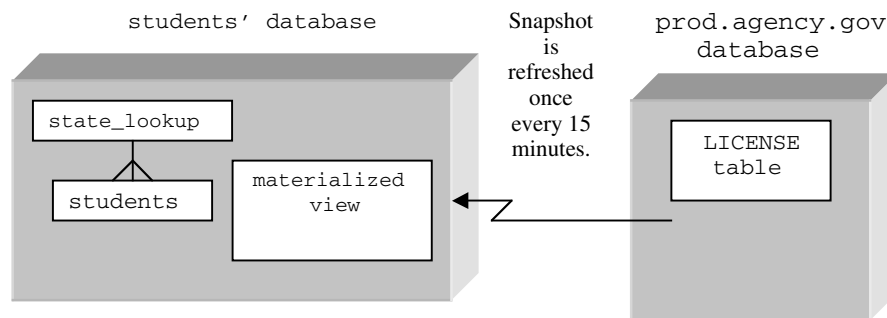 students’ database
state_lookup
students
materialized
view
Snapshot
is
refreshed
once
every 15
minutes.
prod.agency.gov
database
LICENSE
table